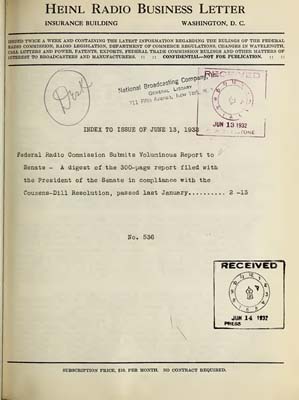 HEINL RADIO BUSINESS LETTER
INSURANCE BUILDING WASHINGTON, D. C.
ISSUED TWICE A WEEK AND CONTAINING THE LATEST INFORMATION REGARDING THE RULINGS OF THE FEDERAL
RADIO COMMISSION, RADIO LEGISLATION, DEPARTMENT OF COMMERCE REGULATIONS, CHANGES IN WAVELENGTH,
CALL LETTERS AND POWER, PATENTS, EXPORTS, FEDERAL TRADE COMMISSION RULINGS AND OTHER MATTERS OF
INTEREST TO BROADCASTERS AND MANUFACTURERS. :: :: CONFIDENTIAL—NOT FOR PUBLICATION. :: ::
National Broadcasting Company,
GENERAL LIBRARY
711 Fifth Avenue, New York, N. Y.
RECEIVED
JUN 13 1932
INDEX TO ISSUE OF JUNE 13, 1932
Federal Radio Commission Submits Voluminous Report to
Senate - A digest of the 300-page report filed with
the President of the Senate in compliance with the
Couzens-Dill Resolution, passed last January.......... 2 -13
No. 536
RECEIVED
JUN 14 1932
PRESS
SUBSCRIPTION PRICE, $10. PER MONTH. NO CONTRACT REQUIRED.